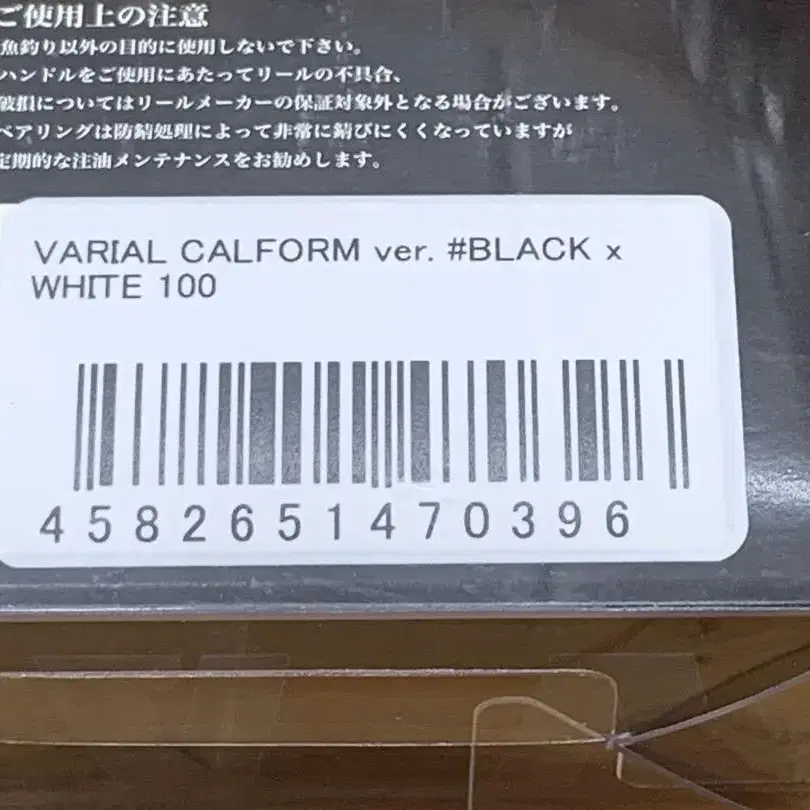 ご使用上の注意
魚釣り以外の目的に使用しないで下さい。
ハンドルをご使用にあたってリールの不具合、
破損についてはリールメーカーの保証対象外となる場合がございます。
ベアリングは防錆処理によって非常に錆びにくくなっていますが
定期的な注油メンテナンスをお勧めします。
VARIAL CALFORM ver. #BLACK x
WHITE 100
4582651470396